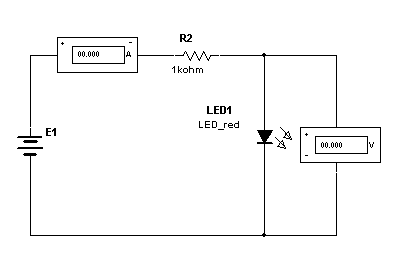 R2
+ -
00.000 A
1kohm
LED1
LED_red
E1
+
00.000 V
-